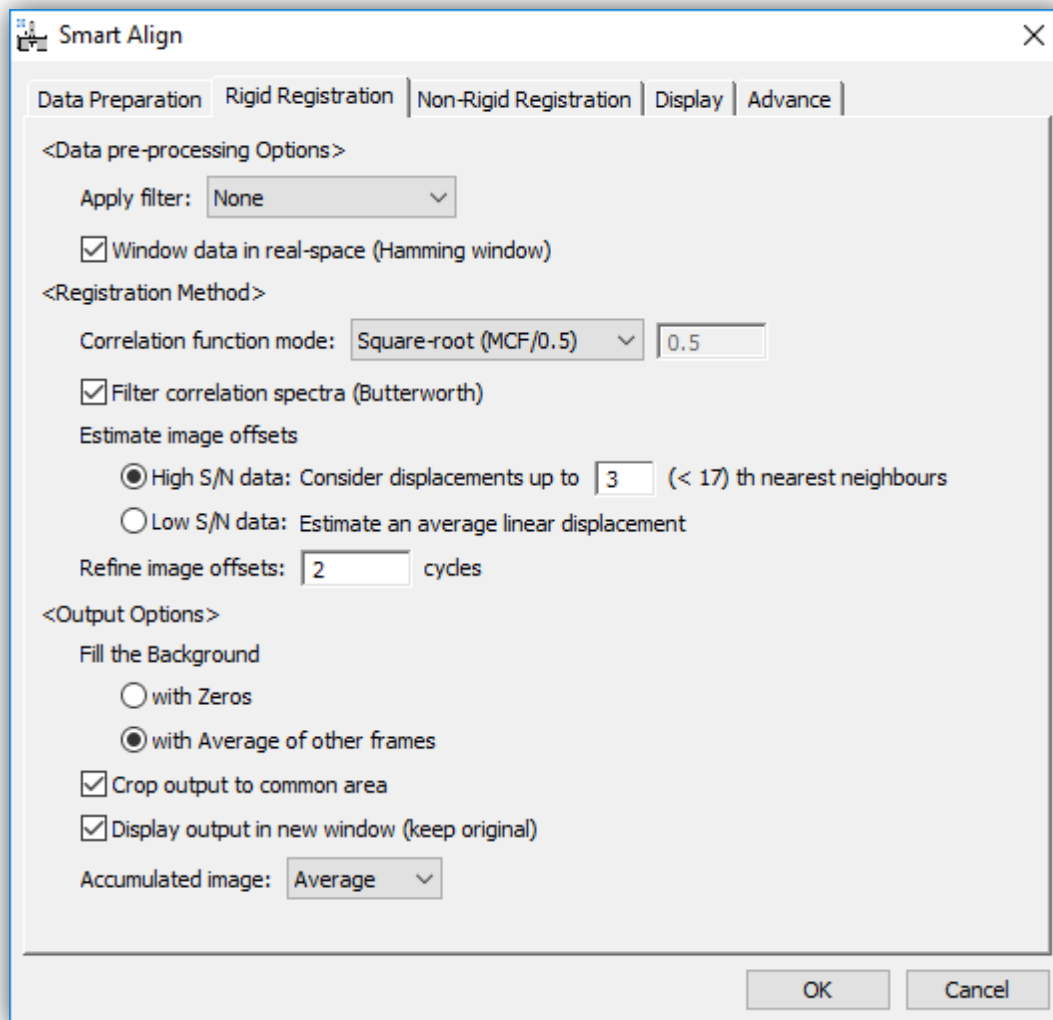 Smart Align
Data Preparation Rigid Registration Non-Rigid Registration Display Advance
<Data pre-processing Options>
Apply filter: None
Window data in real-space (Hamming window)
<Registration Method>
Correlation function mode: Square-root (MCF/0.5) 0.5
Filter correlation spectra (Butterworth)
Estimate image offsets
High S/N data: Consider displacements up to 3 (< 17) th nearest neighbours
Low S/N data: Estimate an average linear displacement
Refine image offsets: 2 cycles
<Output Options>
Fill the Background
with Zeros
with Average of other frames
Crop output to common area
Display output in new window (keep original)
Accumulated image: Average
OK Cancel